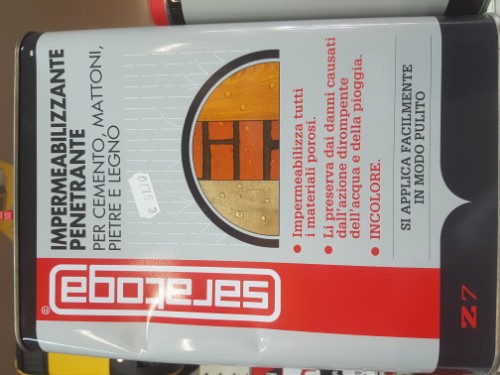 IMPERMEABILIZZANTE
PENETRANTE
PER CEMENTO, MATTONI,
PIETRE E LEGNO
Impermeabilizza tutti
i materiali porosi.
Li preserva dai danni causati
dall'azione dirompente
dell'acqua e della pioggia.
INCOLORE.
SI APPLICA FACILMENTE
IN MODO PULITO
saratoga®
Z7